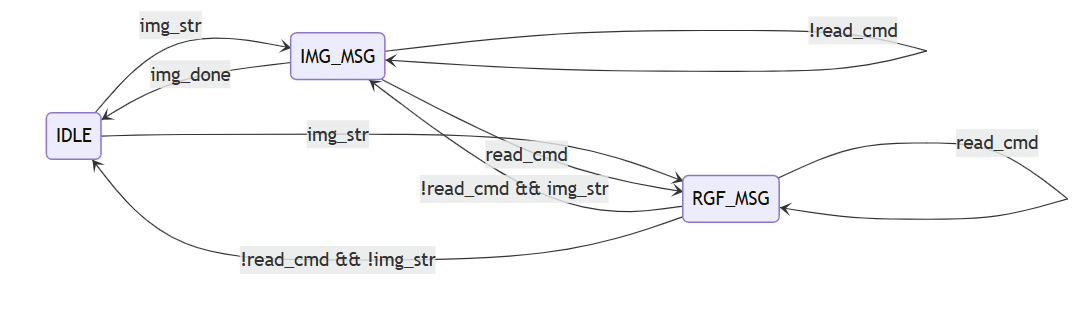 img_str
!read_cmd
IMG_MSG
img_done
IDLE
img_str
read_cmd
read_cmd
!read_cmd && img_str
RGF_MSG
!read_cmd && !img_str